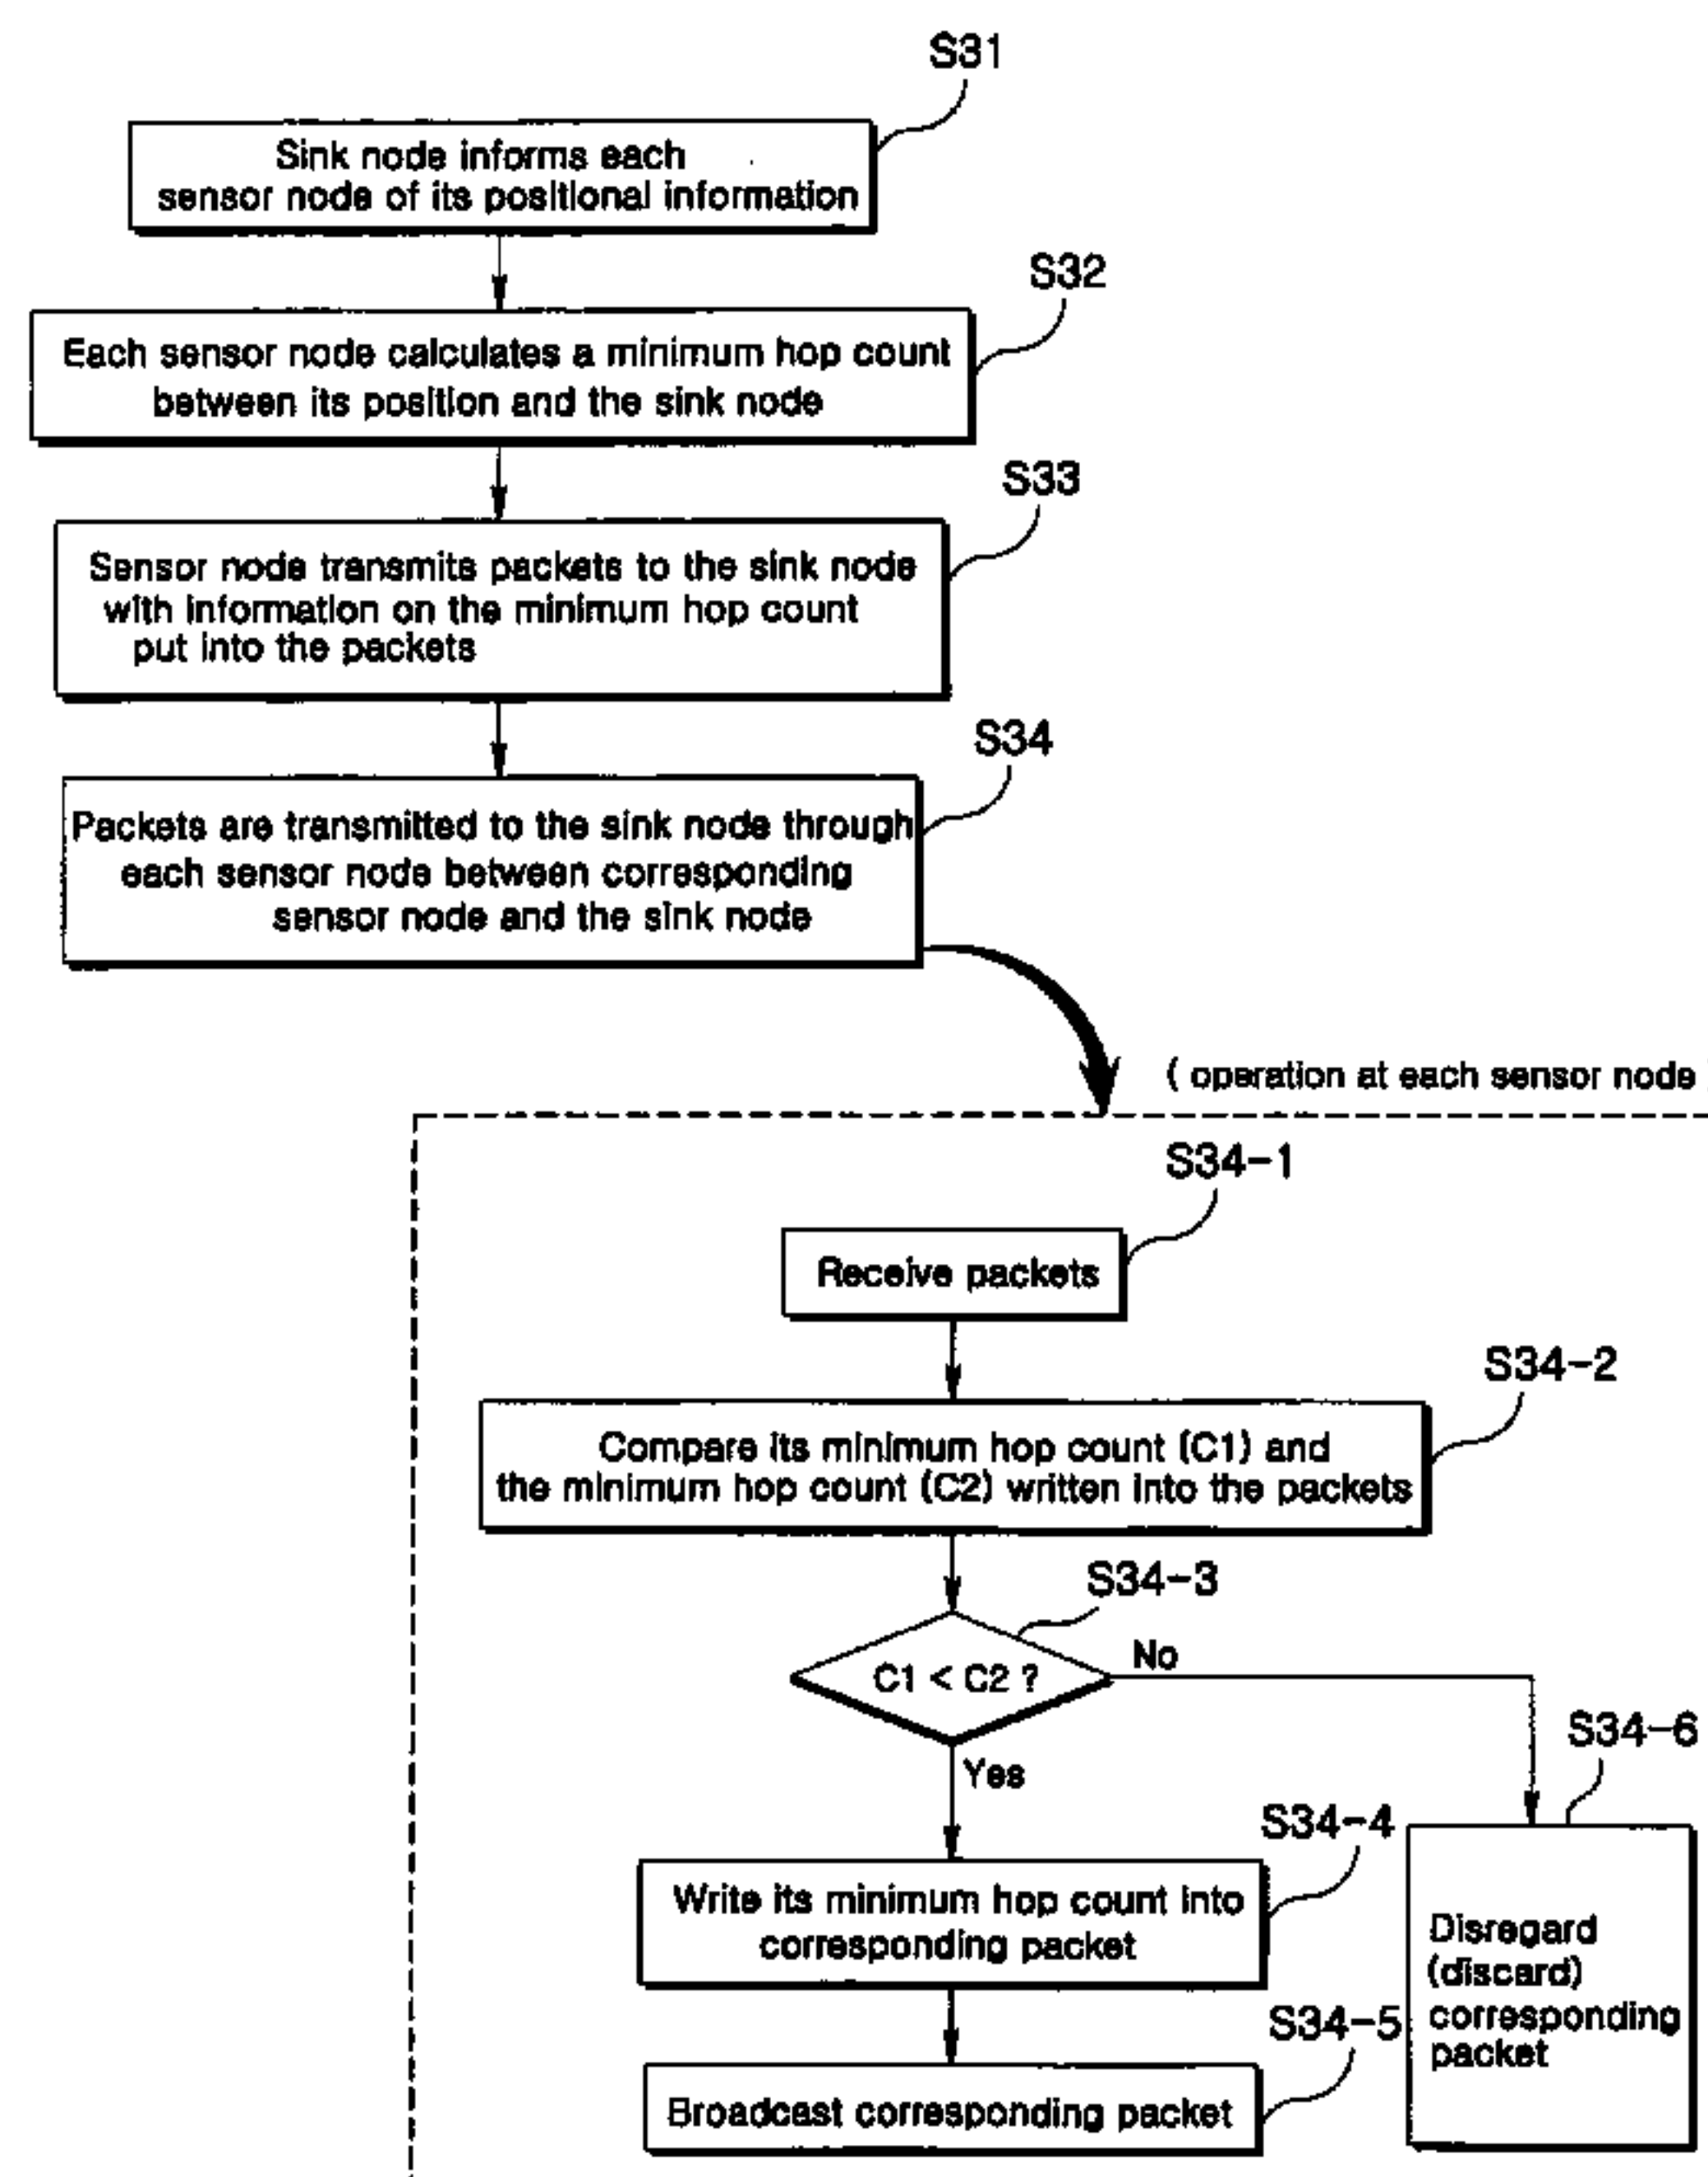 S31
Sink node informs each
sensor node of its positional information
S32
Each sensor node calculates a minimum hop count
between its position and the sink node
S33
Sensor node transmits packets to the sink node
with information on the minimum hop count
put into the packets
S34
Packets are transmitted to the sink node through
each sensor node between corresponding
sensor node and the sink node
( operation at each sensor node
S34-1
Receive packets
S34-2
Compare its minimum hop count (C1) and
the minimum hop count (C2) written into the packets
S34-3
C1 < C2 ?
No
Yes
S34-6
S34-4
Write its minimum hop count into
corresponding packet
Disregard
(discard)
corresponding
packet
S34-5
Broadcast corresponding packet